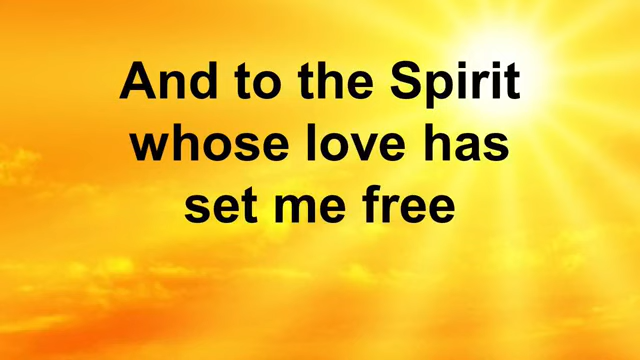 And to the Spirit
whose love has
set me free